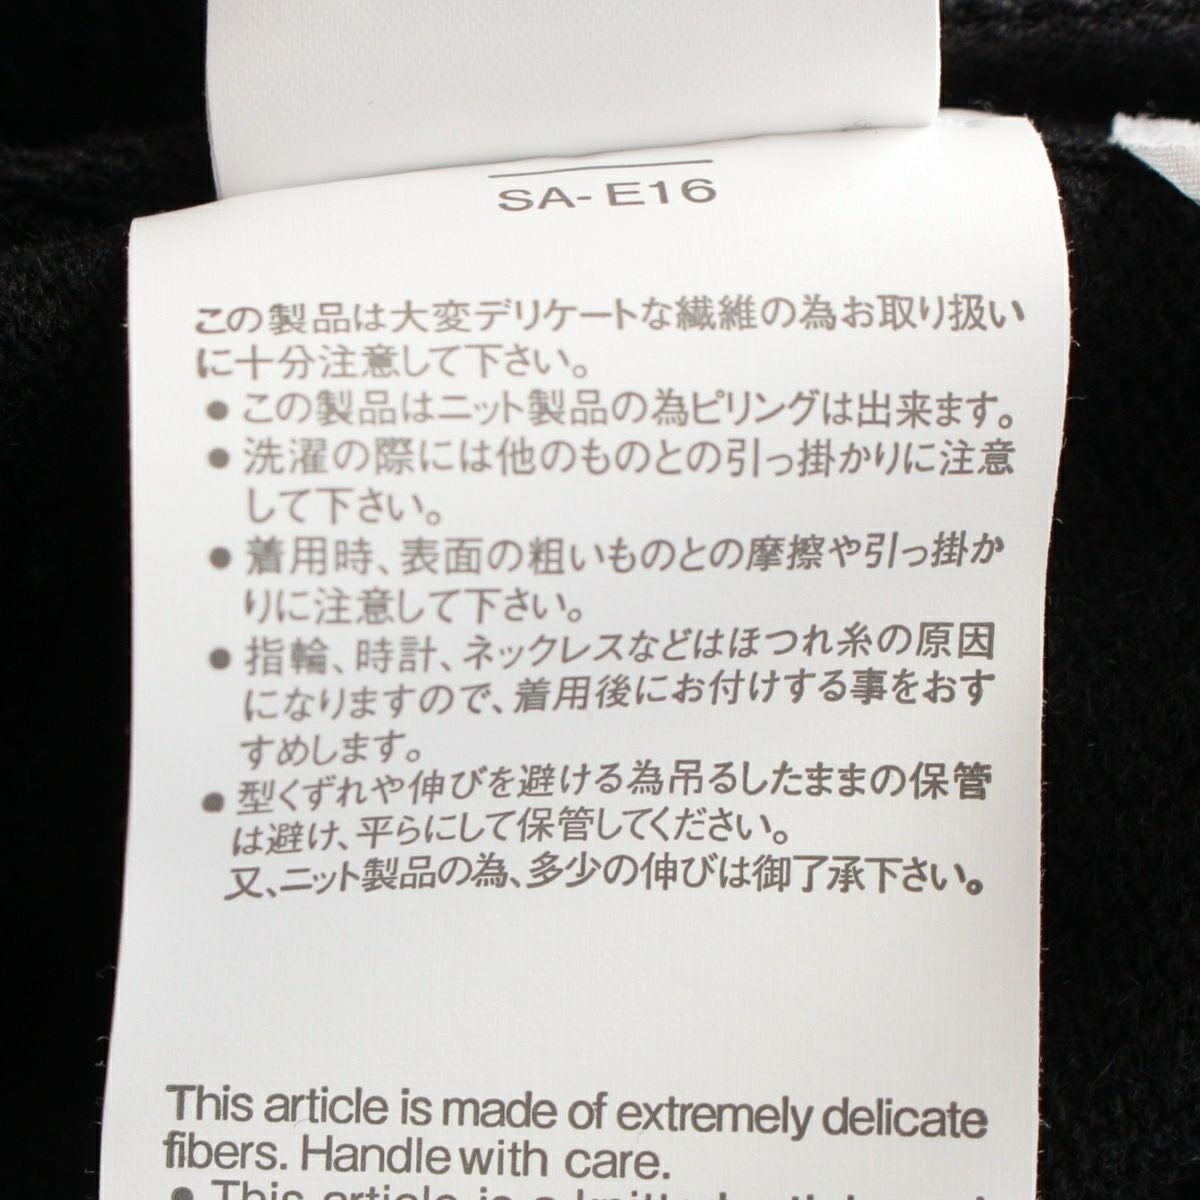 SA-E16
この製品は大変デリケートな繊維の為お取り扱い
に十分注意して下さい。
● この製品はニット製品の為ピリングは出来ます。
● 洗濯の際には他のものとの引っ掛かりに注意
して下さい。
● 着用時、表面の粗いものとの摩擦や引っ掛か
りに注意して下さい。
● 指輪、時計、ネックレスなどはほつれ糸の原因
になりますので、着用後にお付けする事をおす
すめします。
● 型くずれや伸びを避ける為吊るしたままの保管
は避け、平らにして保管してください。
又、ニット製品の為、多少の伸びは御了承下さい。
This article is made of extremely delicate
fibers. Handle with care.
● This article is a knitted